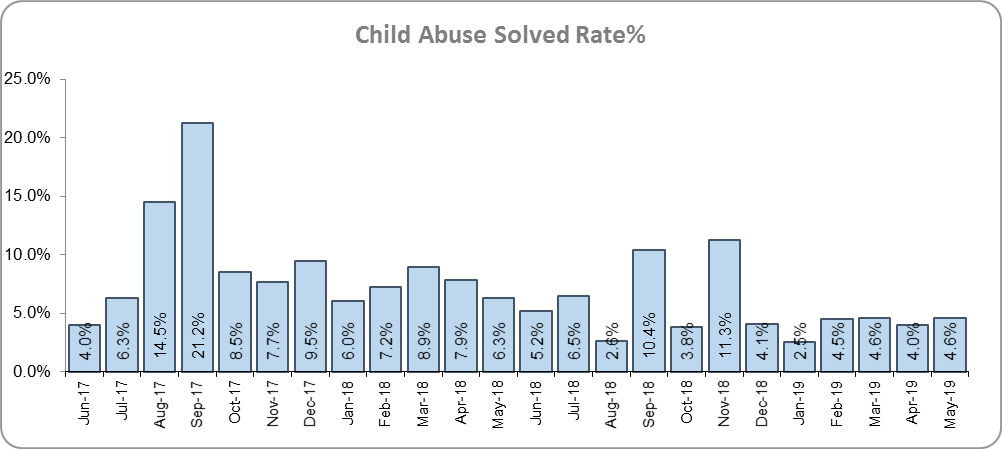 Child Abuse Solved Rate%
25.0%
20.0%
15.0%
10.0%
5.0%
0.0%
4.0%
6.3%
14.5%
21.2%
8.5%
7.7%
9.5%
6.0%
7.2%
8.9%
7.9%
6.3%
5.2%
6.5%
2.6%
10.4%
3.8%
11.3%
4.1%
2.5%
4.5%
4.6%
4.0%
4.6%
Jun-17
Jul-17
Aug-17
Sep-17
Oct-17
Nov-17
Dec-17
Jan-18
Feb-18
Mar-18
Apr-18
May-18
Jun-18
Jul-18
Aug-18
Sep-18
Oct-18
Nov-18
Dec-18
Jan-19
Feb-19
Mar-19
Apr-19
May-19